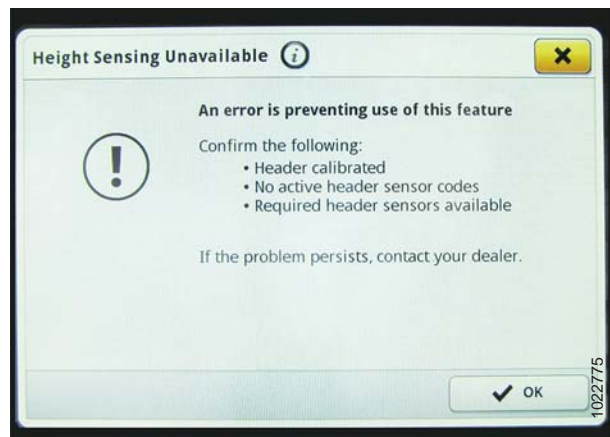 Height Sensing Unavailable i
An error is preventing use of this feature
!
Confirm the following:
• Header calibrated
• No active header sensor codes
• Required header sensors available
If the problem persists, contact your dealer.
OK
1022775